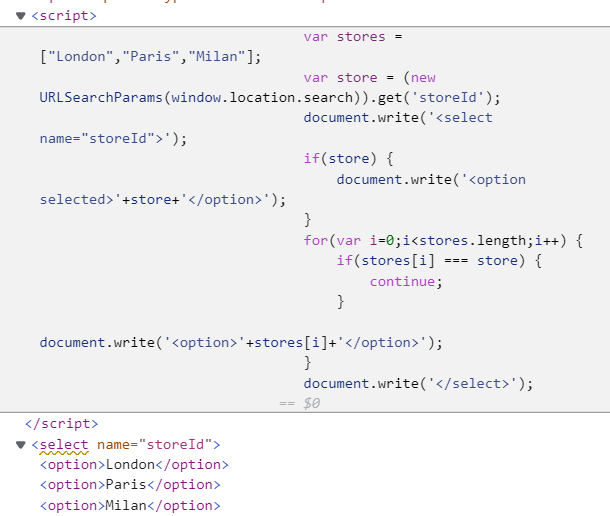 <script>
var stores =
["London","Paris","Milan"];
var store = (new
URLSearchParams(window.location.search)).get('storeId');
document.write('<select
name="storeId">');
if(store) {
document.write('<option
selected>'+store+'</option>');
}
for(var i=0;i<stores.length;i++) {
if(stores[i] === store) {
continue;
}
document.write('<option>'+stores[i]+'</option>');
}
document.write('</select>');
== $0
</script>
<select name="storeId">
<option>London</option>
<option>Paris</option>
<option>Milan</option>